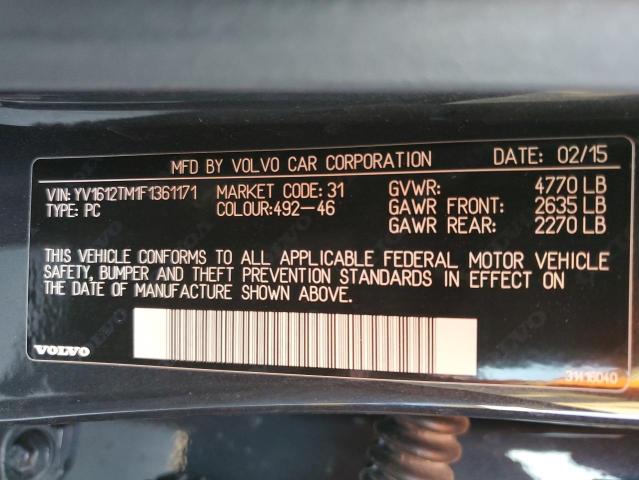 MFD BY VOLVO CAR CORPORATION DATE: 02/15
VIN: YV1612TM1F1361171 MARKET CODE: 31 GVWR: 4770 LB
TYPE: PC COLOUR:492-46 GAWR FRONT: 2635 LB
GAWR REAR: 2270 LB
THIS VEHICLE CONFORMS TO ALL APPLICABLE FEDERAL MOTOR VEHICLE
SAFETY, BUMPER AND THEFT PREVENTION STANDARDS IN EFFECT ON
THE DATE OF MANUFACTURE SHOWN ABOVE.
VOLVO
31416040